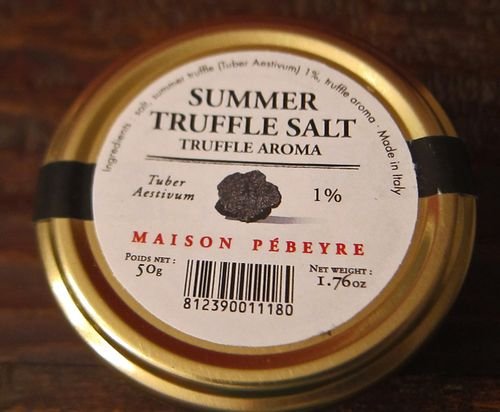 Ingredients : salt, summer truffle (Tuber Aestivum) 1%, truffle aroma · Made in Italy
SUMMER
TRUFFLE SALT
TRUFFLE AROMA
Tuber
Aestivum
1%
MAISON PÉBEYRE
POIDS NET :
50g
NET WEIGHT :
1.76oz
812390011180